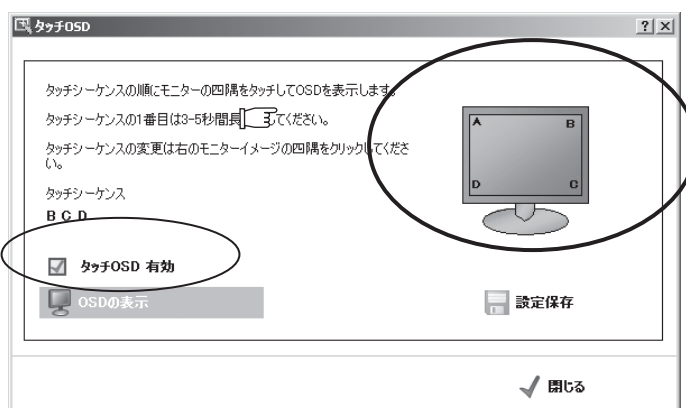 タッチOSD
タッチシーケンスの順にモニターの四隅をタッチしてOSDを表示します。
タッチシーケンスの1番目は3-5秒間長 してください。
タッチシーケンスの変更は右のモニターイメージの四隅をクリックしてくださ
い。
タッチシーケンス
B C D
A B
D C
タッチOSD 有効
OSDの表示
設定保存
閉じる